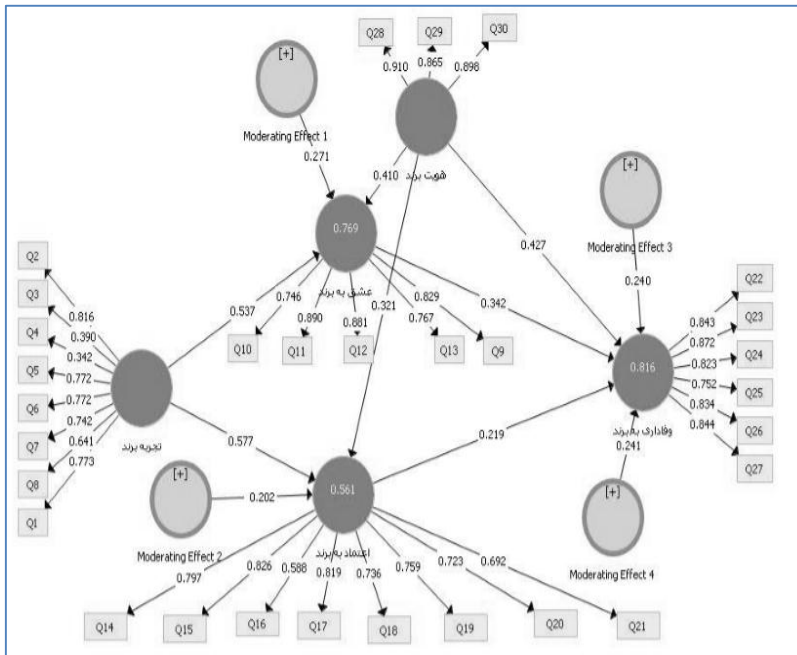 Q28
Q29
Q30
[+]
0.910
0.865
0.898
Moderating Effect 1
0.271
0.410
هویت برند
[+]
0.769
Moderating Effect 3
0.427
0.240
عشق به برند
0.321
Q2
Q3
Q4
Q5
Q6
Q7
Q8
Q1
0.816
0.390
0.342
0.772
0.772
0.742
0.641
0.773
0.537
0.746
0.890
0.881
0.767
0.829
0.342
Q10
Q11
Q12
Q13
Q9
0.816
0.843
0.872
0.823
0.752
0.834
0.844
Q22
Q23
Q24
Q25
Q26
Q27
وفاداری به برند
تجربه برند
0.577
0.219
0.241
[+]
0.202
0.561
[+]
Moderating Effect 2
اعتماد به برند
Moderating Effect 4
0.797
0.826
0.588
0.819
0.736
0.759
0.723
0.692
Q14
Q15
Q16
Q17
Q18
Q19
Q20
Q21